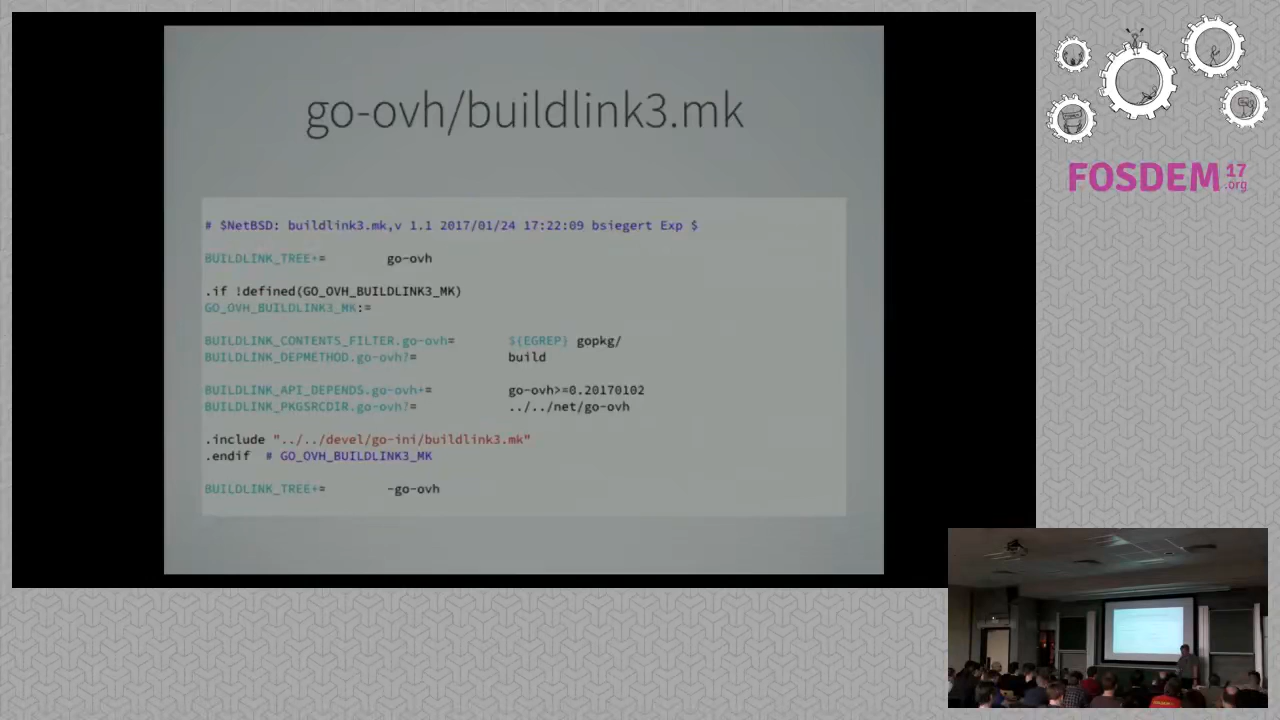 go-ovh/buildlink3.mk
# $NetBSD: buildlink3.mk,v 1.1 2017/01/24 17:22:09 bsiegert Exp $
BUILDLINK_TREE+= go-ovh
.if !defined(GO_OVH_BUILDLINK3_MK)
GO_OVH_BUILDLINK3_MK:=
BUILDLINK_CONTENTS_FILTER.go-ovh= ${EGREP} gopkg/
BUILDLINK_DEPMETHOD.go-ovh?= build
BUILDLINK_API_DEPENDS.go-ovh+= go-ovh>=0.20170102
BUILDLINK_PKGSRCDIR.go-ovh?= ../../net/go-ovh
.include "../../devel/go-ini/buildlink3.mk"
.endif # GO_OVH_BUILDLINK3_MK
BUILDLINK_TREE+= -go-ovh
FOSDEM 17
.org